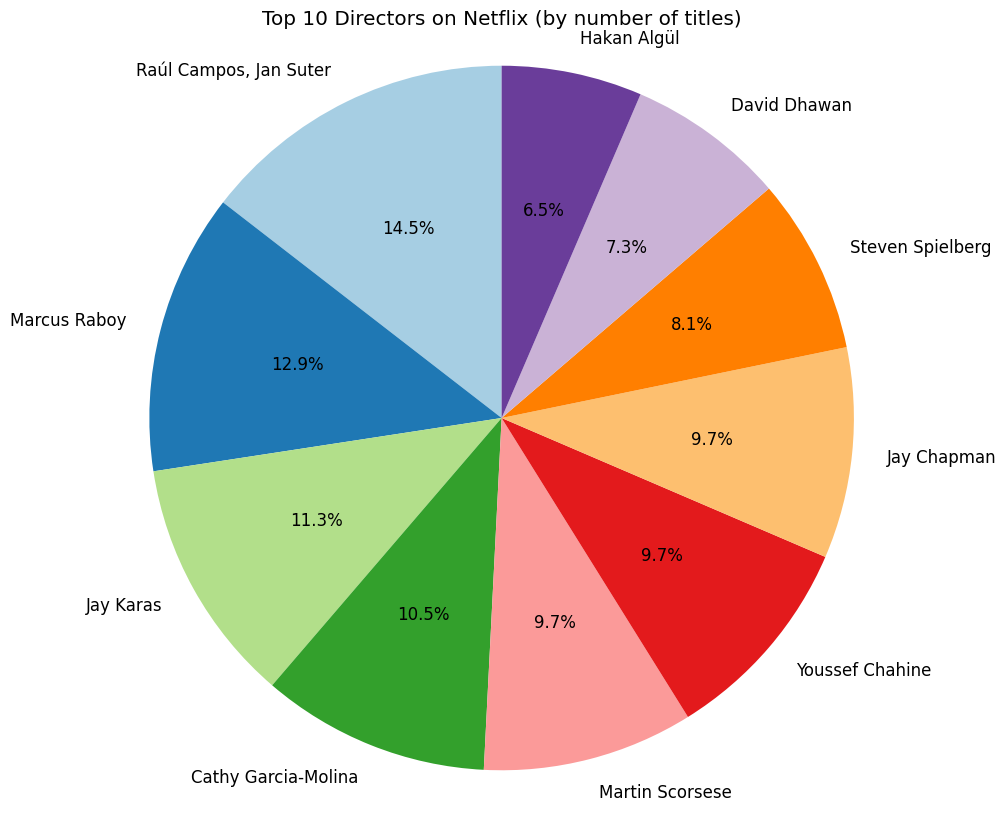 Top 10 Directors on Netflix (by number of titles)
Hakan Algül
Raúl Campos, Jan Suter
David Dhawan
6.5%
14.5%
7.3%
Steven Spielberg
Marcus Raboy
8.1%
12.9%
9.7%
Jay Chapman
11.3%
9.7%
Jay Karas
10.5%
9.7%
Youssef Chahine
Cathy Garcia-Molina
Martin Scorsese